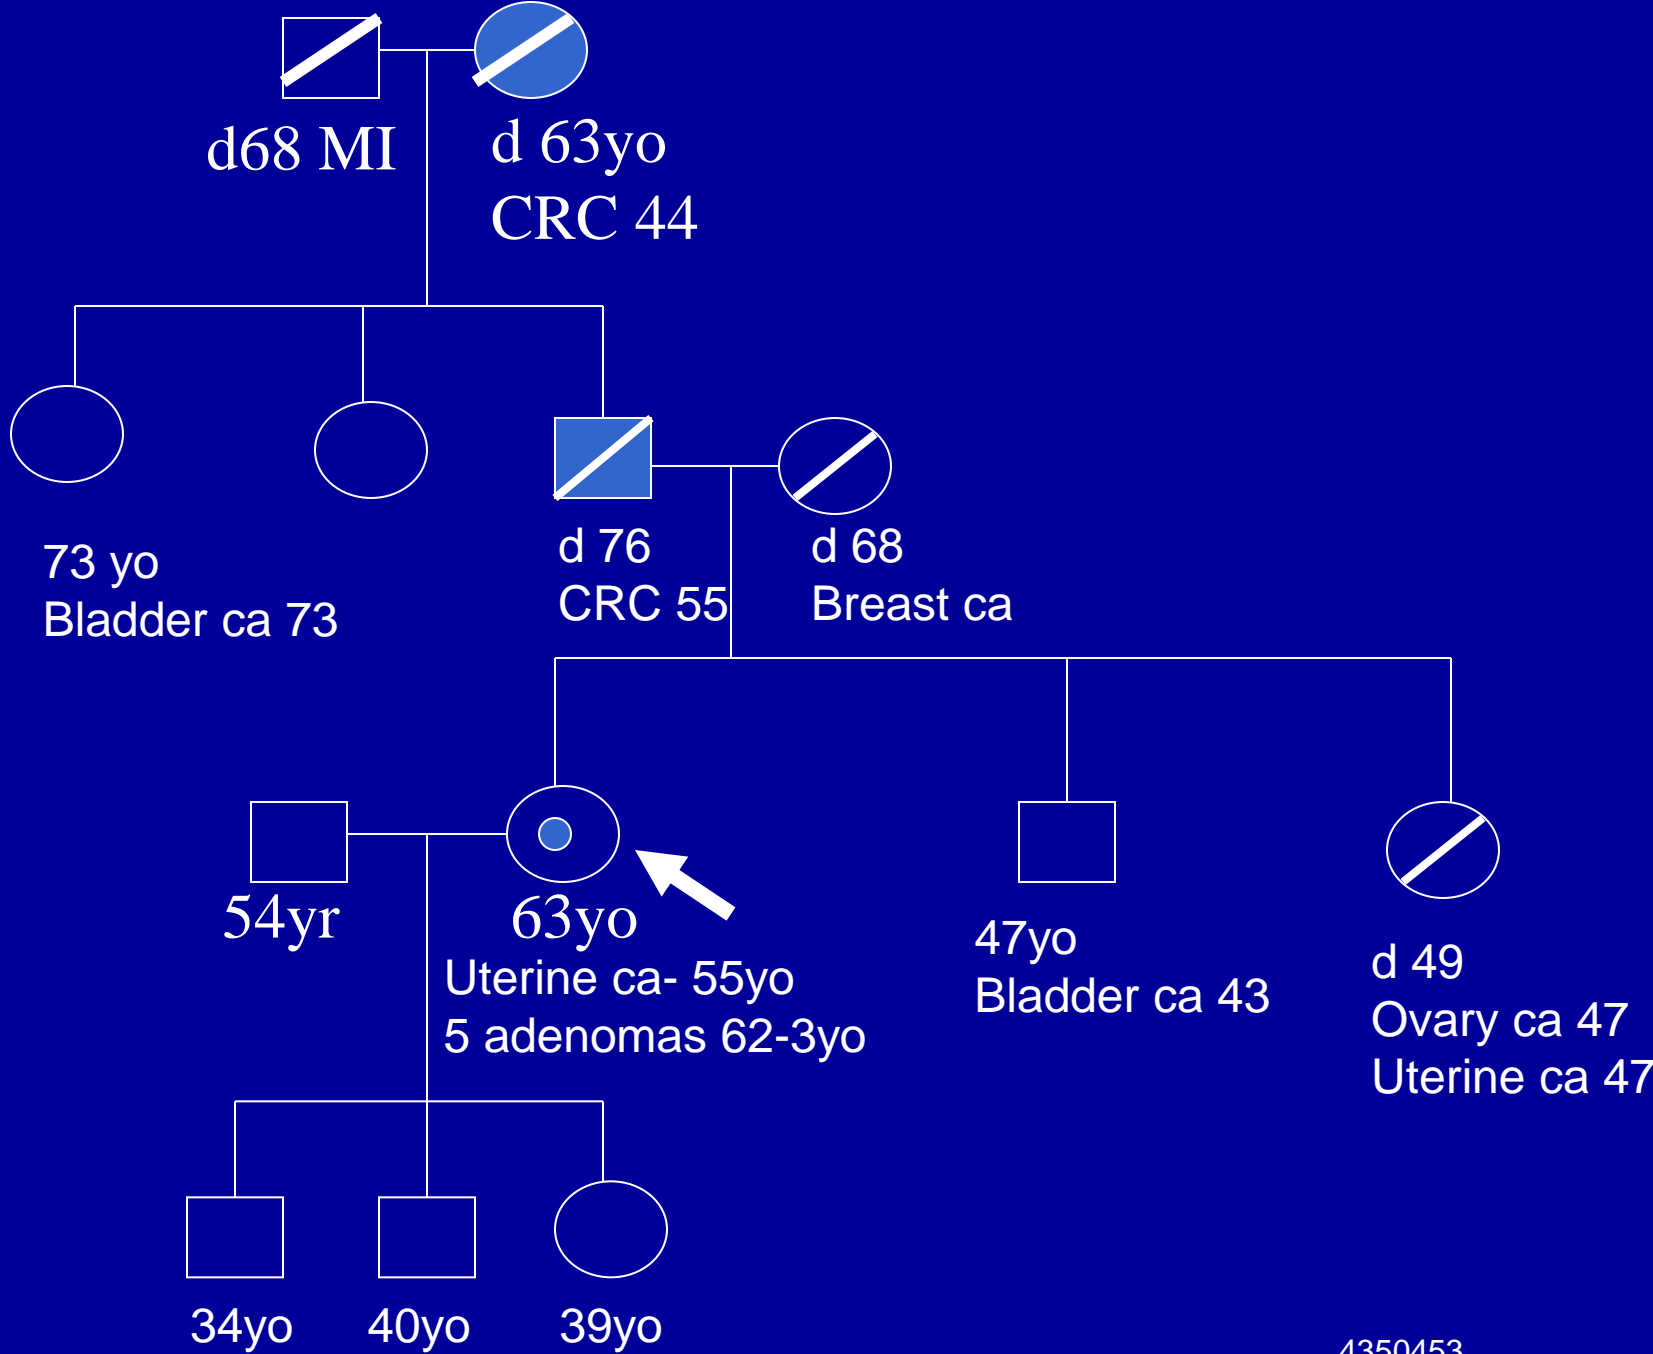 d68 MI
d 63yo
CRC 44
73 yo
Bladder ca 73
d 76
CRC 55
d 68
Breast ca
54yr
63yo
Uterine ca- 55yo
5 adenomas 62-3yo
47yo
Bladder ca 43
d 49
Ovary ca 47
Uterine ca 47
34yo
40yo
39yo
4350453